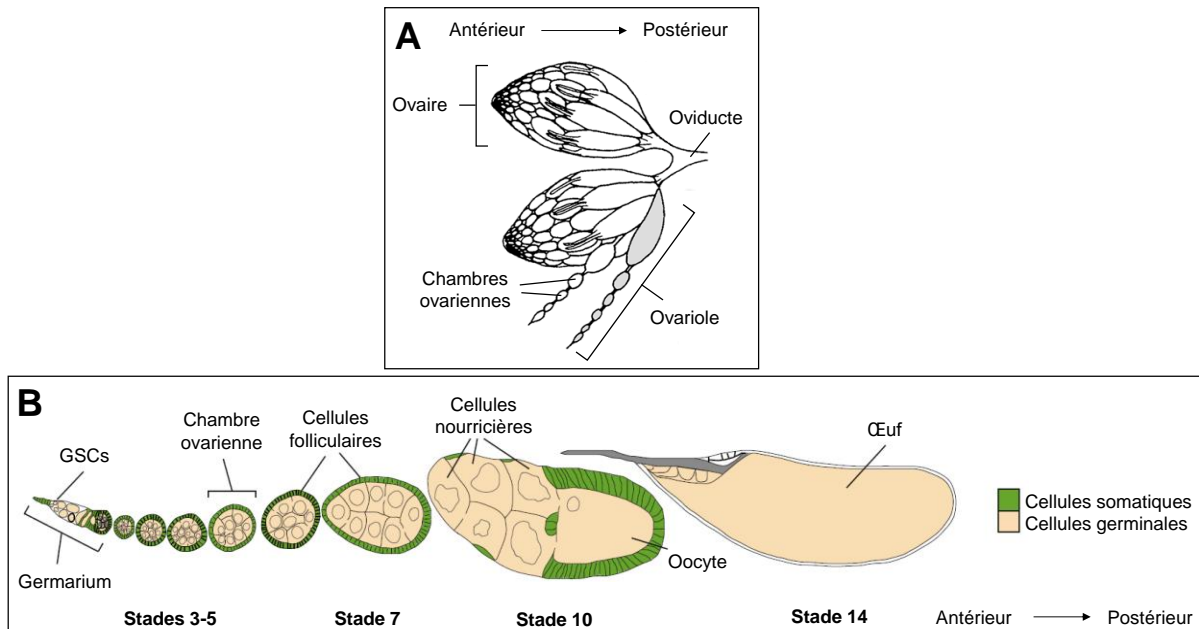 A
Antérieur
Postérieur
Ovaire
Oviducte
Chambres
ovariennes
Ovariole
B
GSCs
Chambre
ovarienne
Cellules
folliculaires
Cellules
nourricières
Œuf
Cellules somatiques
Cellules germinales
Oocyte
Germarium
Stades 3-5
Stade 7
Stade 10
Stade 14
Antérieur
Postérieur